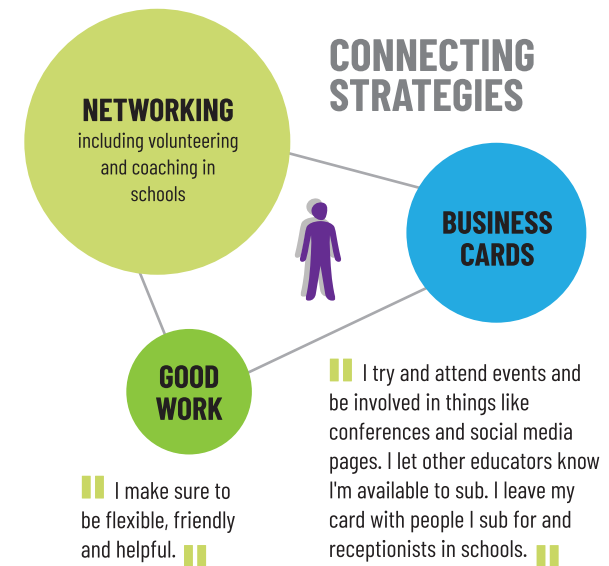 CONNECTING
STRATEGIES
NETWORKING
including volunteering
and coaching in
schools
BUSINESS
CARDS
GOOD
WORK
" I make sure to
be flexible, friendly
and helpful. "
" I try and attend events and
be involved in things like
conferences and social media
pages. I let other educators know
I'm available to sub. I leave my
card with people I sub for and
receptionists in schools. "